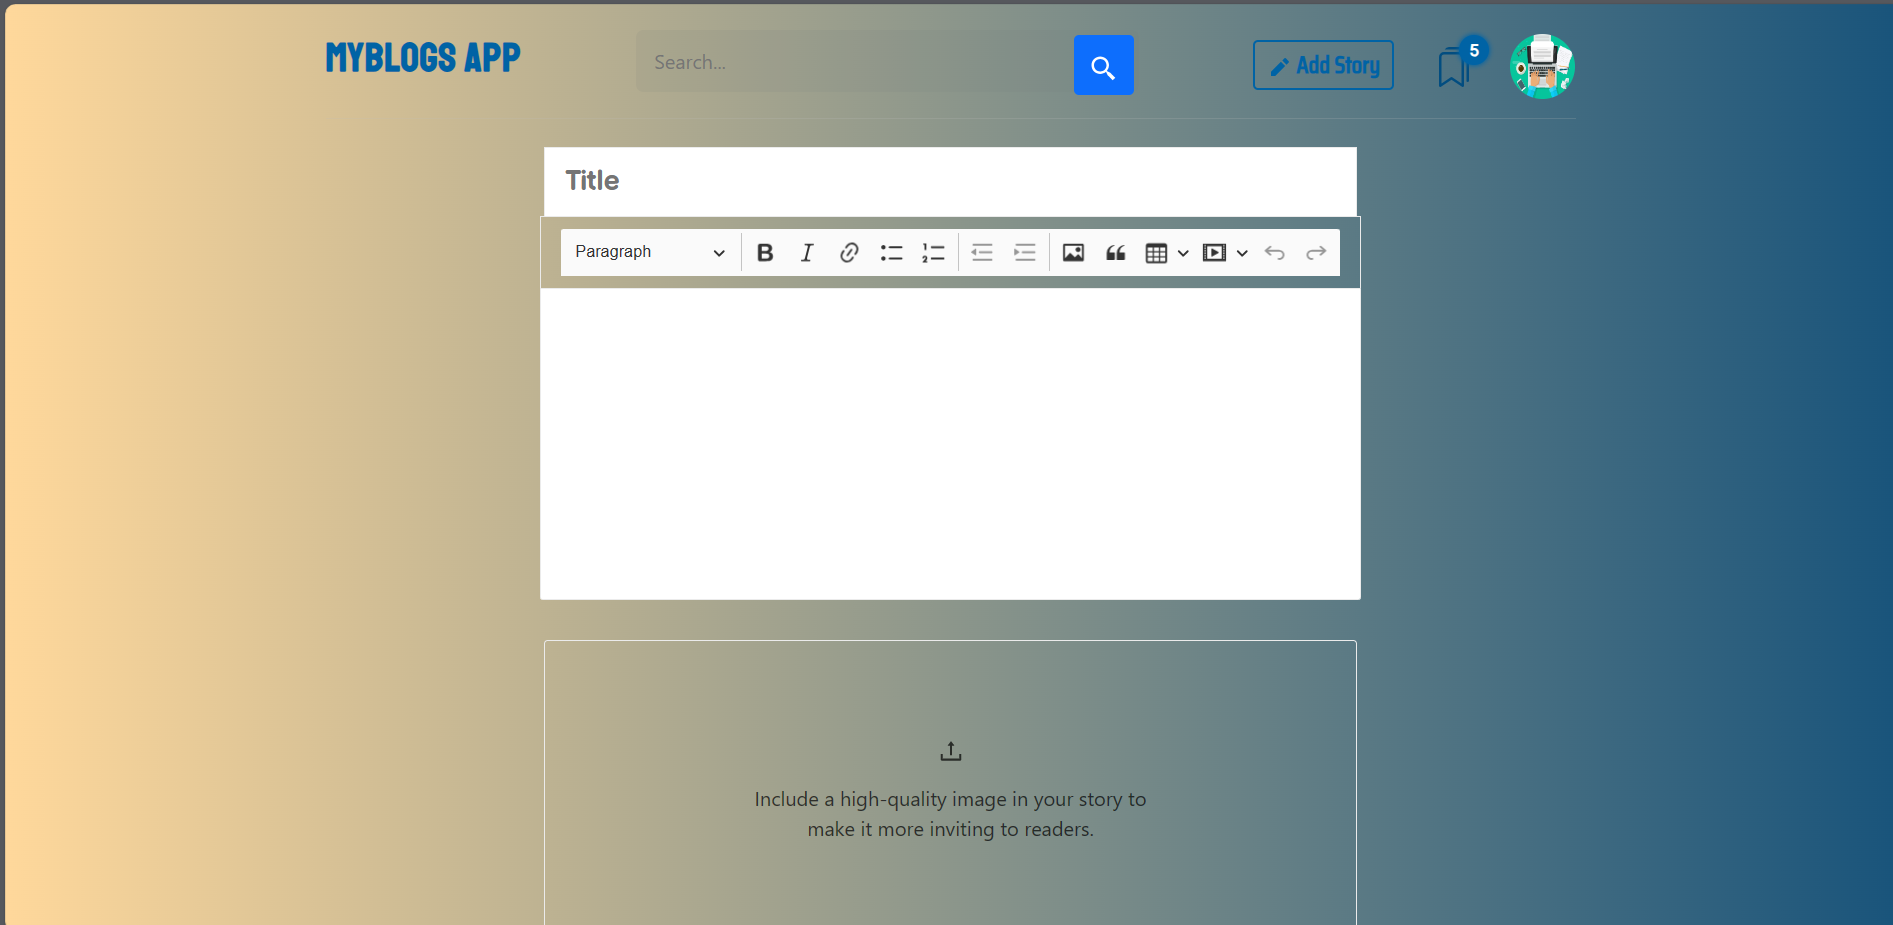 MYBLOGS APP
Search...
Add Story
5
Title
Paragraph
Include a high-quality image in your story to
make it more inviting to readers.